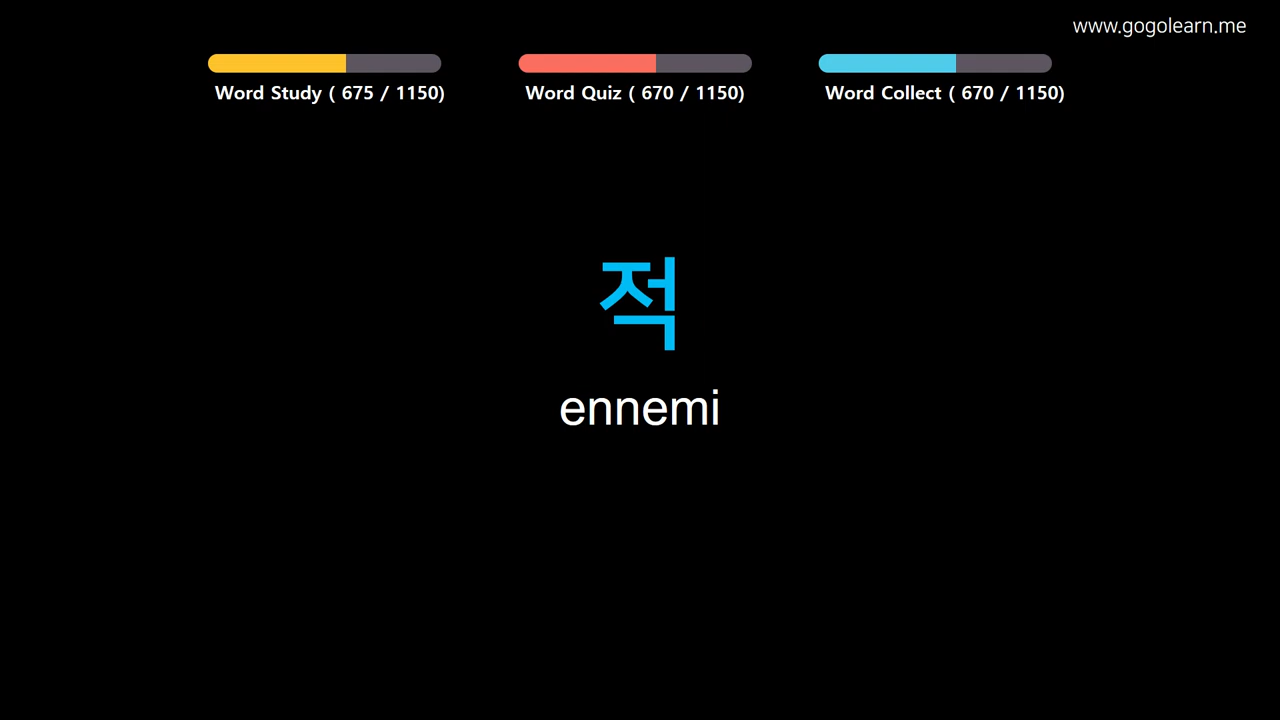 www.gogolearn.me
Word Study ( 675 / 1150)
Word Quiz ( 670 / 1150)
Word Collect ( 670 / 1150)
적
ennemi